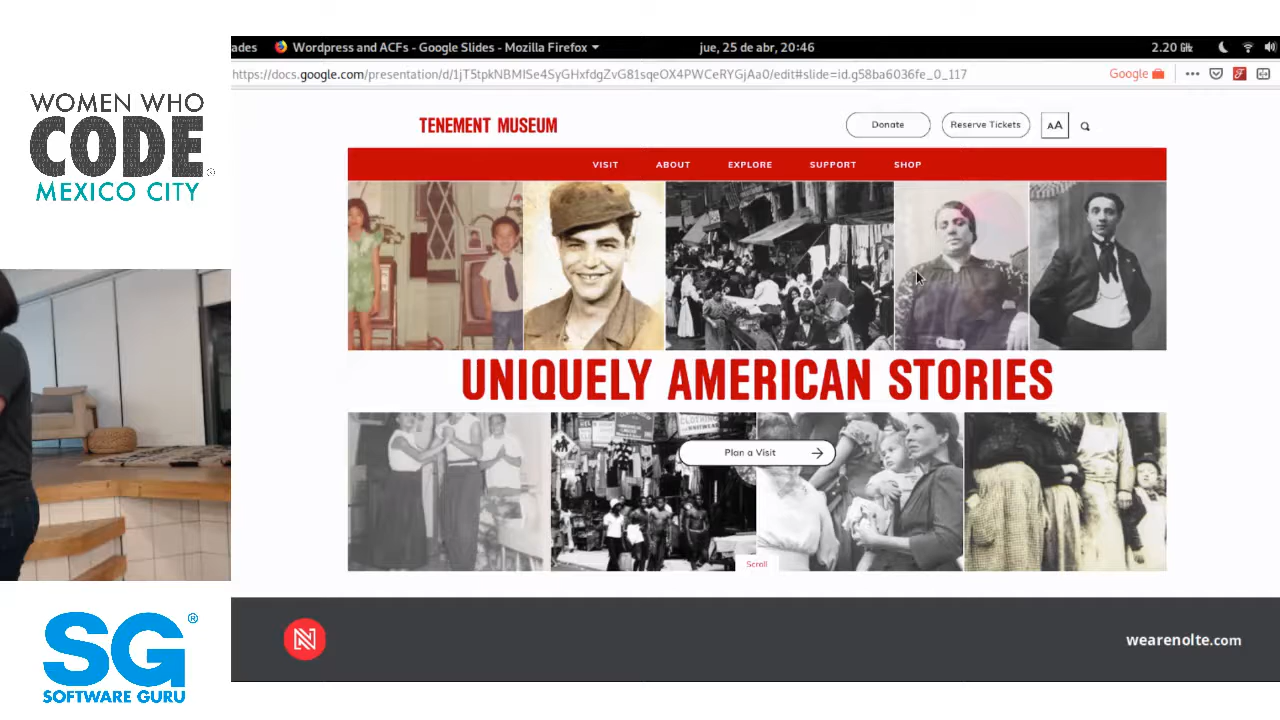 WOMEN WHO
CODE
MEXICO CITY
SG
SOFTWARE GURU
ades Wordpress and ACFs - Google Slides - Mozilla Firefox jue, 25 de abr, 20:46 2.20 GHz
https://docs.google.com/presentation/d/1jT5tpkNBMISe4SyGHxfdgZvG81sqeOX4PWCeRYGjAa0/edit#slide=id.g58ba6036fe_0_117 Google
TENEMENT MUSEUM Donate Reserve Tickets AA
VISIT ABOUT EXPLORE SUPPORT SHOP
UNIQUELY AMERICAN STORIES
Plan a Visit
Scroll
N wearenolte.com